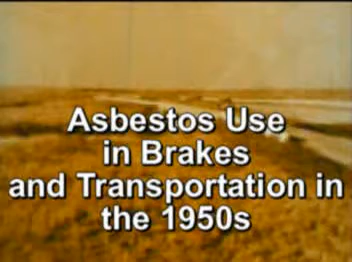 Asbestos Use
in Brakes
and Transportation in
the 1950s